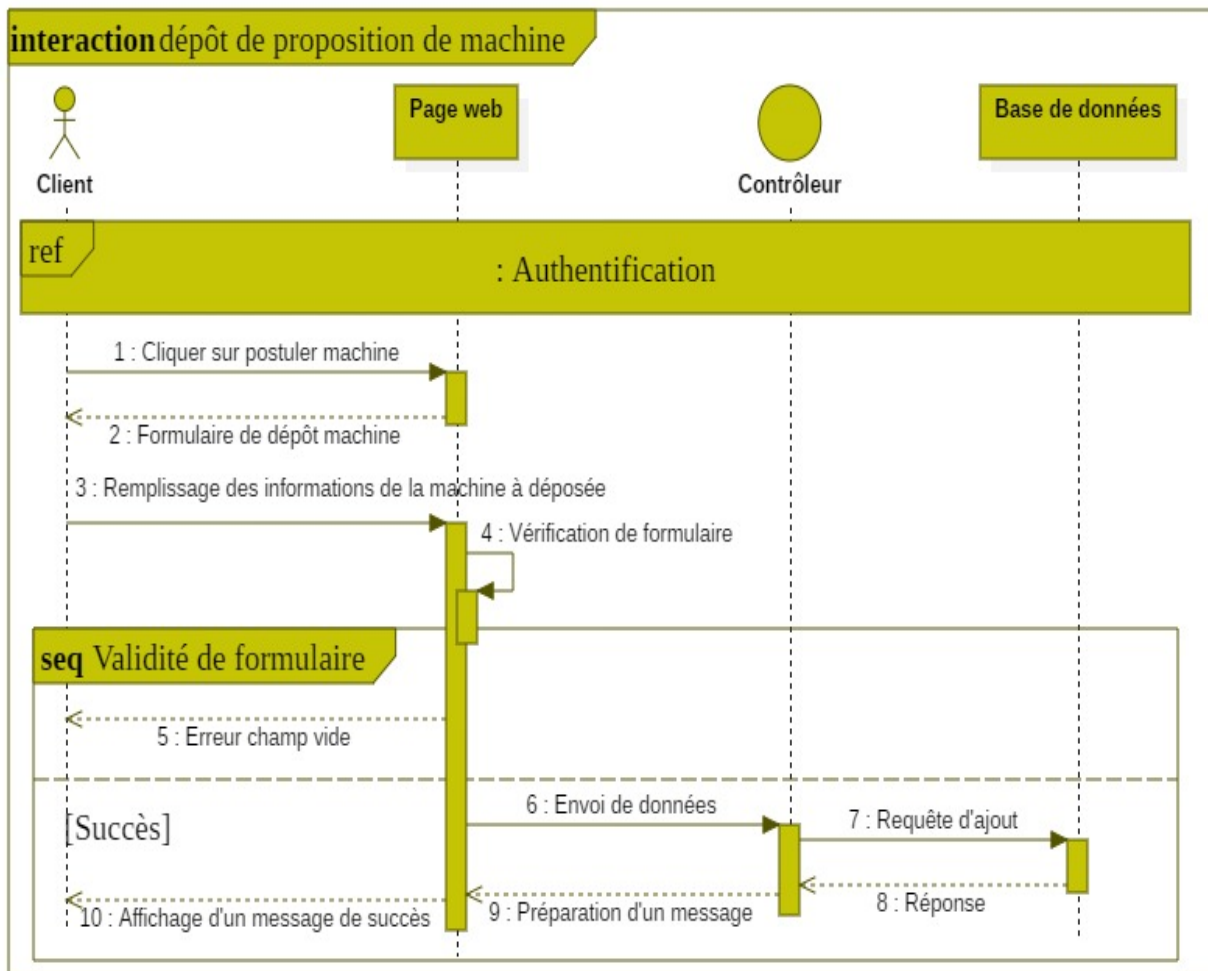 interaction dépôt de proposition de machine
Page web
Base de données
Client
Contrôleur
ref
: Authentification
1 : Cliquer sur postuler machine
2 : Formulaire de dépôt machine
3 : Remplissage des informations de la machine à déposée
4 : Vérification de formulaire
seq Validité de formulaire
5 : Erreur champ vide
[Succès]
6 : Envoi de données
7 : Requête d'ajout
8 : Réponse
9 : Préparation d'un message
10 : Affichage d'un message de succès